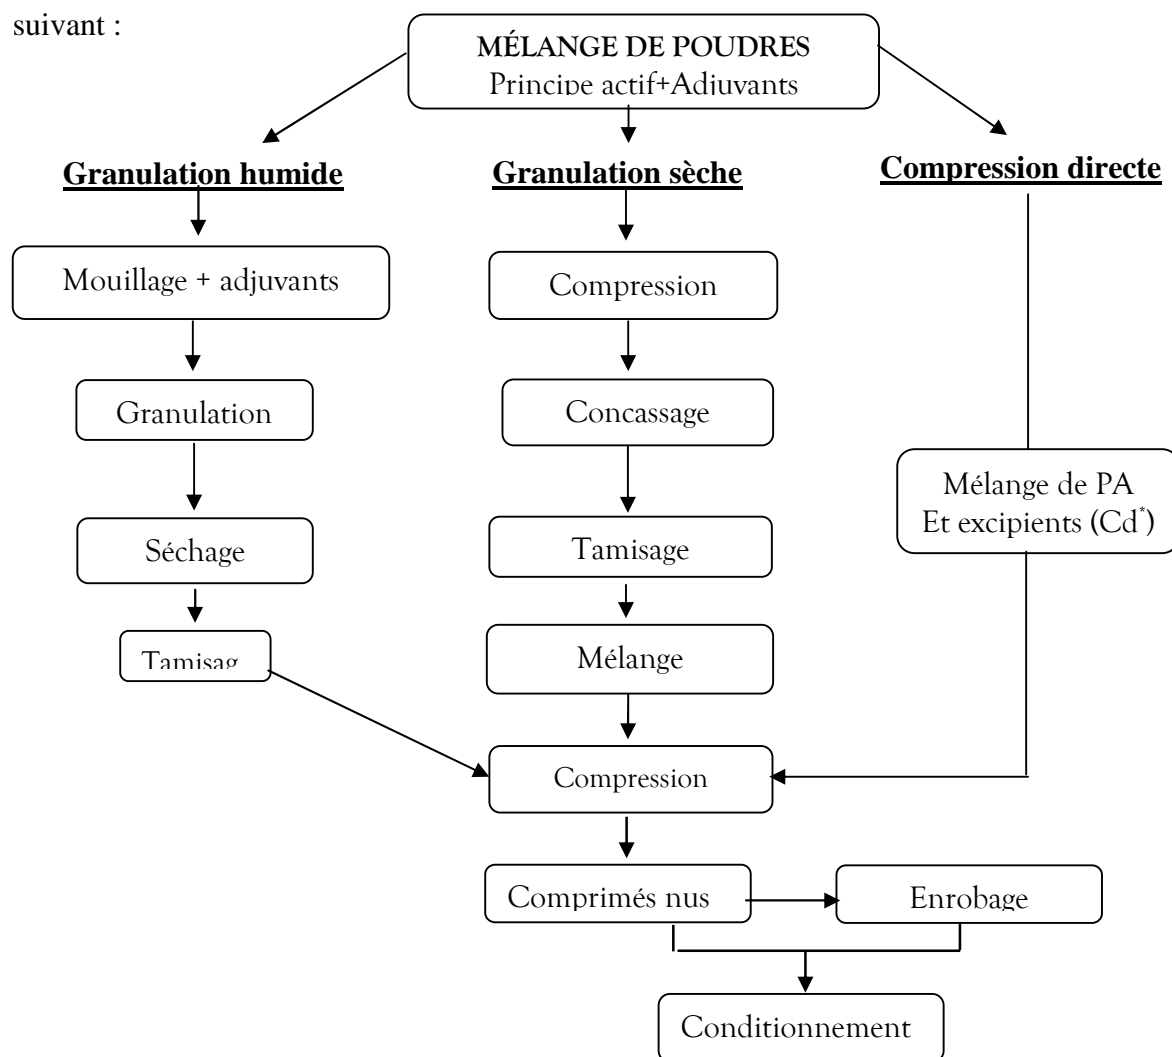 suivant :
MÉLANGE DE POUDRES
Principe actif+Adjuvants
Granulation humide
Granulation sèche
Compression directe
Mouillage + adjuvants
Granulation
Séchage
Tamisag
Compression
Concassage
Tamisage
Mélange
Mélange de PA
Et excipients (Cd*)
Compression
Comprimés nus
Enrobage
Conditionnement